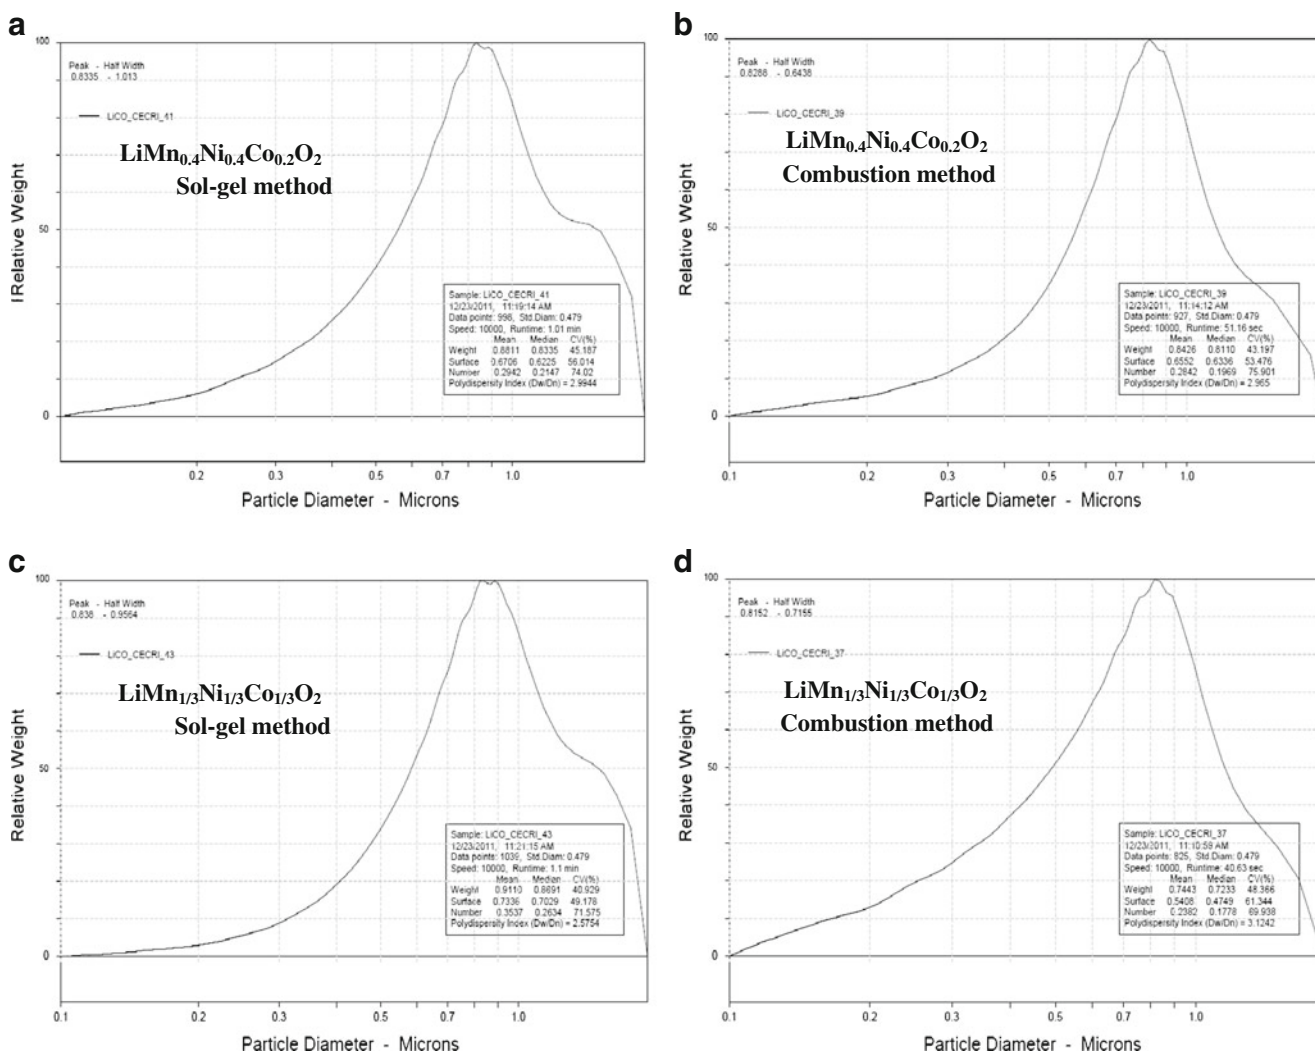 a
100
Peak - Half Width
0.8335 - 1.013
LiCO_CECRI_41
LiMn0.4Ni0.4Co0.2O2
Sol-gel method
50
Relative Weight
Sample: LiCO_CECRI_41
12/23/2011, 11:19:14 AM
Data points: 996, Std.Diam: 0.479
Speed: 10000, Runtime: 1.01 min
Mean Median CV(%)
Weight 0.8811 0.8335 45.187
Surface 0.6706 0.6225 56.014
Number 0.2942 0.2147 74.02
Polydispersity Index (Dw/Dn) = 2.9944
0
0.2 0.3 0.5 0.7 1.0
Particle Diameter - Microns
b
100
Peak - Half Width
0.8288 - 0.6438
LiCO_CECRI_39
LiMn0.4Ni0.4Co0.2O2
Combustion method
50
Relative Weight
Sample: LiCO_CECRI_39
12/23/2011, 11:14:12 AM
Data points: 927, Std.Diam: 0.479
Speed: 10000, Runtime: 51.16 sec
Mean Median CV(%)
Weight 0.8426 0.8110 43.197
Surface 0.6552 0.6336 53.476
Number 0.2842 0.1969 75.901
Polydispersity Index (Dw/Dn) = 2.965
0
0.1 0.2 0.3 0.5 0.7 1.0
Particle Diameter - Microns
c
100
Peak - Half Width
0.838 - 0.9564
LiCO_CECRI_43
LiMn1/3Ni1/3Co1/3O2
Sol-gel method
50
Relative Weight
Sample: LiCO_CECRI_43
12/23/2011, 11:21:15 AM
Data points: 1039, Std.Diam: 0.479
Speed: 10000, Runtime: 1.1 min
Mean Median CV(%)
Weight 0.9110 0.8691 40.929
Surface 0.7336 0.7029 49.178
Number 0.3537 0.2634 71.575
Polydispersity Index (Dw/Dn) = 2.5754
0
0.1 0.2 0.3 0.5 0.7 1.0
Particle Diameter - Microns
d
100
Peak - Half Width
0.8152 - 0.7155
LiCO_CECRI_37
LiMn1/3Ni1/3Co1/3O2
Combustion method
50
Relative Weight
Sample: LiCO_CECRI_37
12/23/2011, 11:10:59 AM
Data points: 825, Std.Diam: 0.479
Speed: 10000, Runtime: 40.63 sec
Mean Median CV(%)
Weight 0.7443 0.7233 48.366
Surface 0.5408 0.4749 61.344
Number 0.2382 0.1778 69.938
Polydispersity Index (Dw/Dn) = 3.1242
0
0.1 0.2 0.3 0.5 0.7 1.0
Particle Diameter - Microns